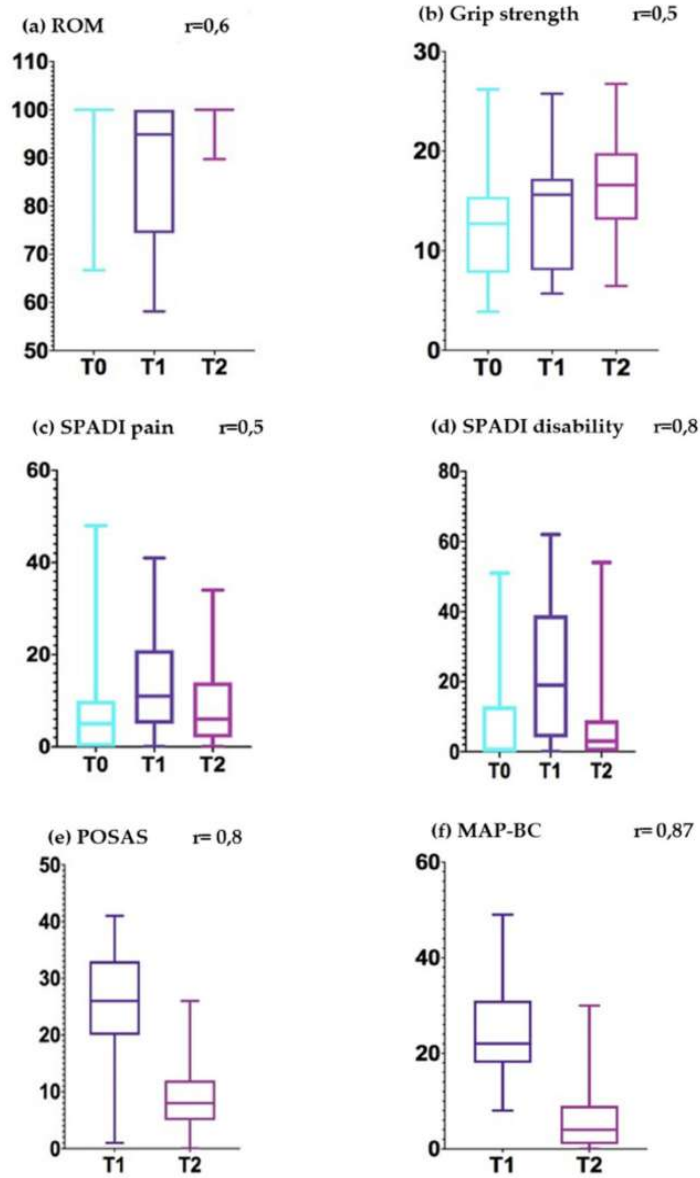 (a) ROM r=0,6
110
100
90
80
70
60
50
T0 T1 T2
(b) Grip strength r=0,5
30
20
10
0
T0 T1 T2
(c) SPADI pain r=0,5
60
40
20
0
T0 T1 T2
(d) SPADI disability r=0,8
80
60
40
20
0
T0 T1 T2
(e) POSAS r= 0,8
50
40
30
20
10
0
T1 T2
(f) MAP-BC r= 0,87
60
40
20
0
T1 T2